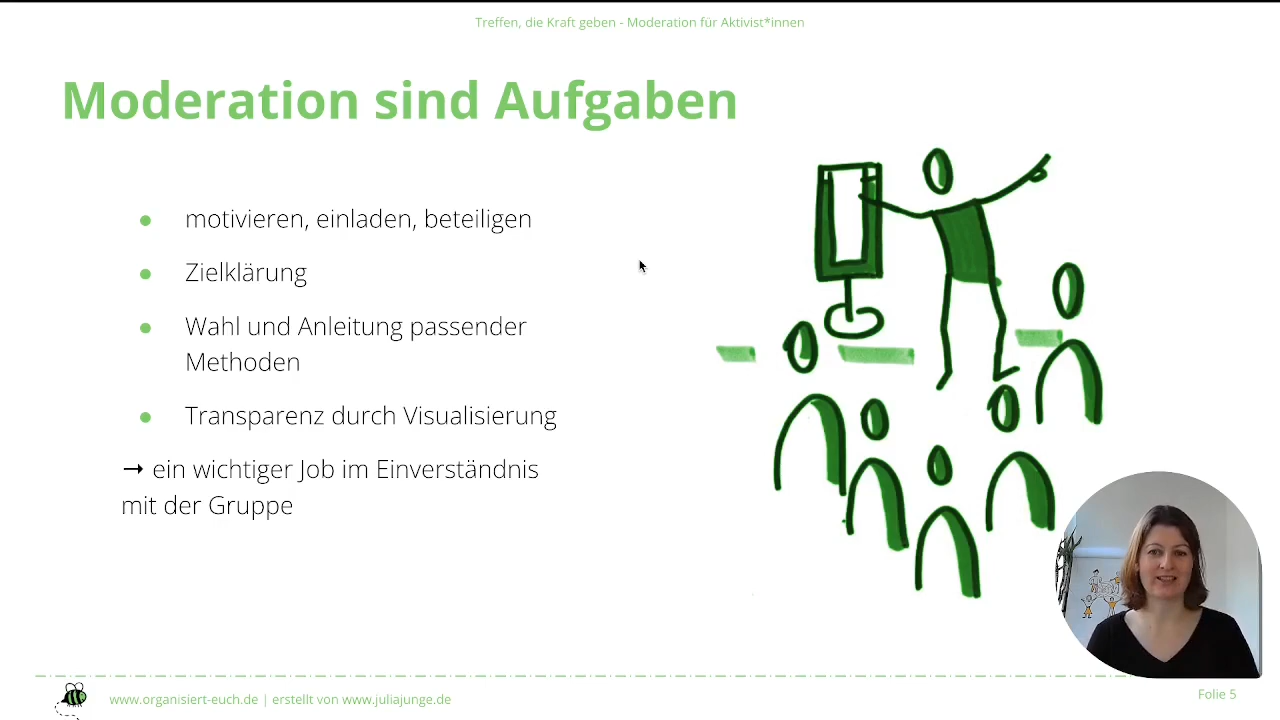 Treffen, die Kraft geben - Moderation für Aktivist*innen
Moderation sind Aufgaben
motivieren, einladen, beteiligen
Zielklärung
Wahl und Anleitung passender
Methoden
Transparenz durch Visualisierung
➞ ein wichtiger Job im Einverständnis
mit der Gruppe
www.organisiert-euch.de | erstellt von www.juliajunge.de
Folie 5